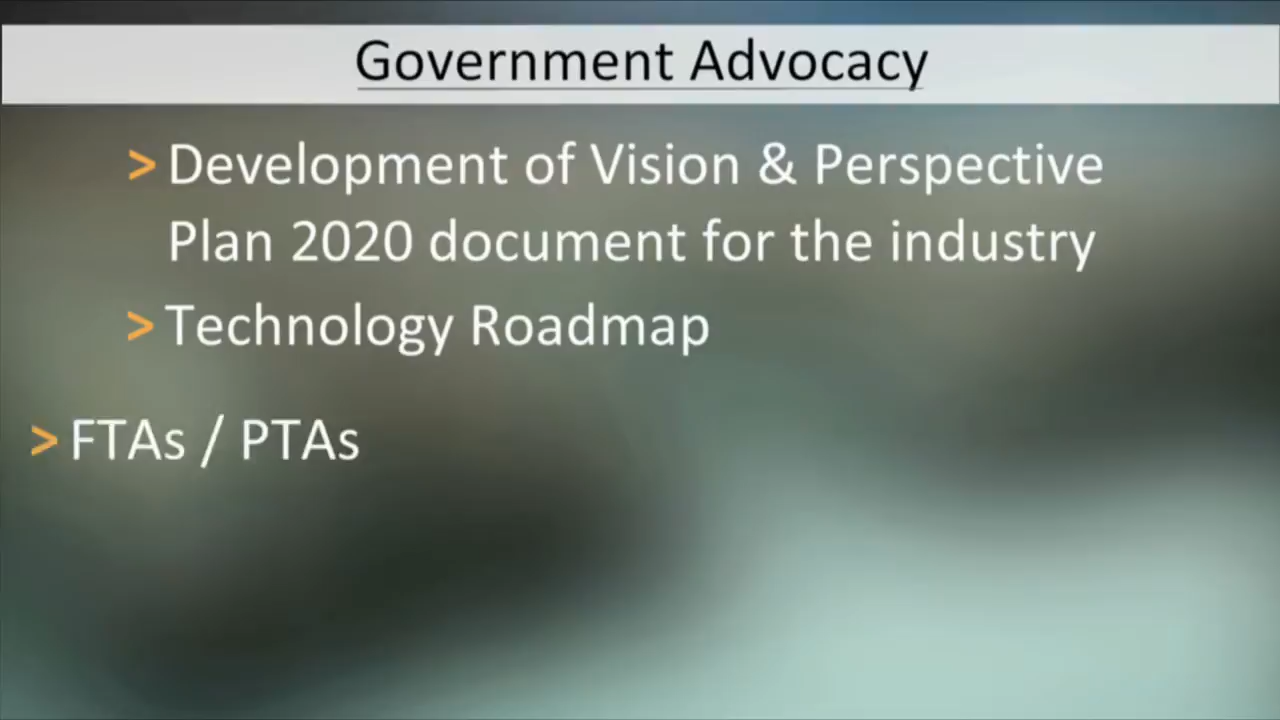 Government Advocacy
> Development of Vision & Perspective
Plan 2020 document for the industry
> Technology Roadmap
> FTAs / PTAs